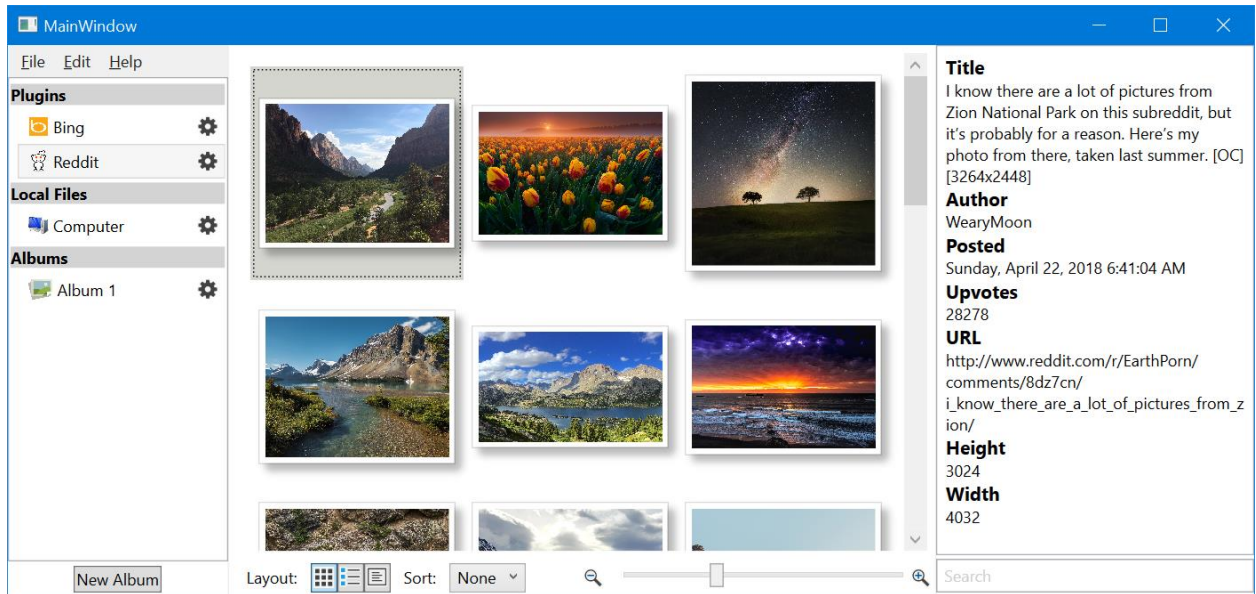 MainWindow
File Edit Help
Plugins
Bing
Reddit
Local Files
Computer
Albums
Album 1
New Album
Layout:
Sort:
None
Title
I know there are a lot of pictures from
Zion National Park on this subreddit, but
it's probably for a reason. Here's my
photo from there, taken last summer. [OC]
[3264x2448]
Author
WearyMoon
Posted
Sunday, April 22, 2018 6:41:04 AM
Upvotes
28278
URL
http://www.reddit.com/r/EarthPorn/
comments/8dz7cn/
i_know_there_are_a_lot_of_pictures_from_z
ion/
Height
3024
Width
4032
Search